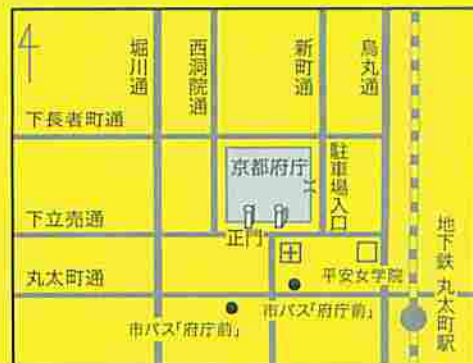 堀川通
西洞院通
新町通
烏丸通
下長者町通
京都府庁
駐車場入口
下立売通
正門
丸太町通
平安女学院
市バス「府庁前」
市バス「府庁前」
地下鉄 丸太町駅